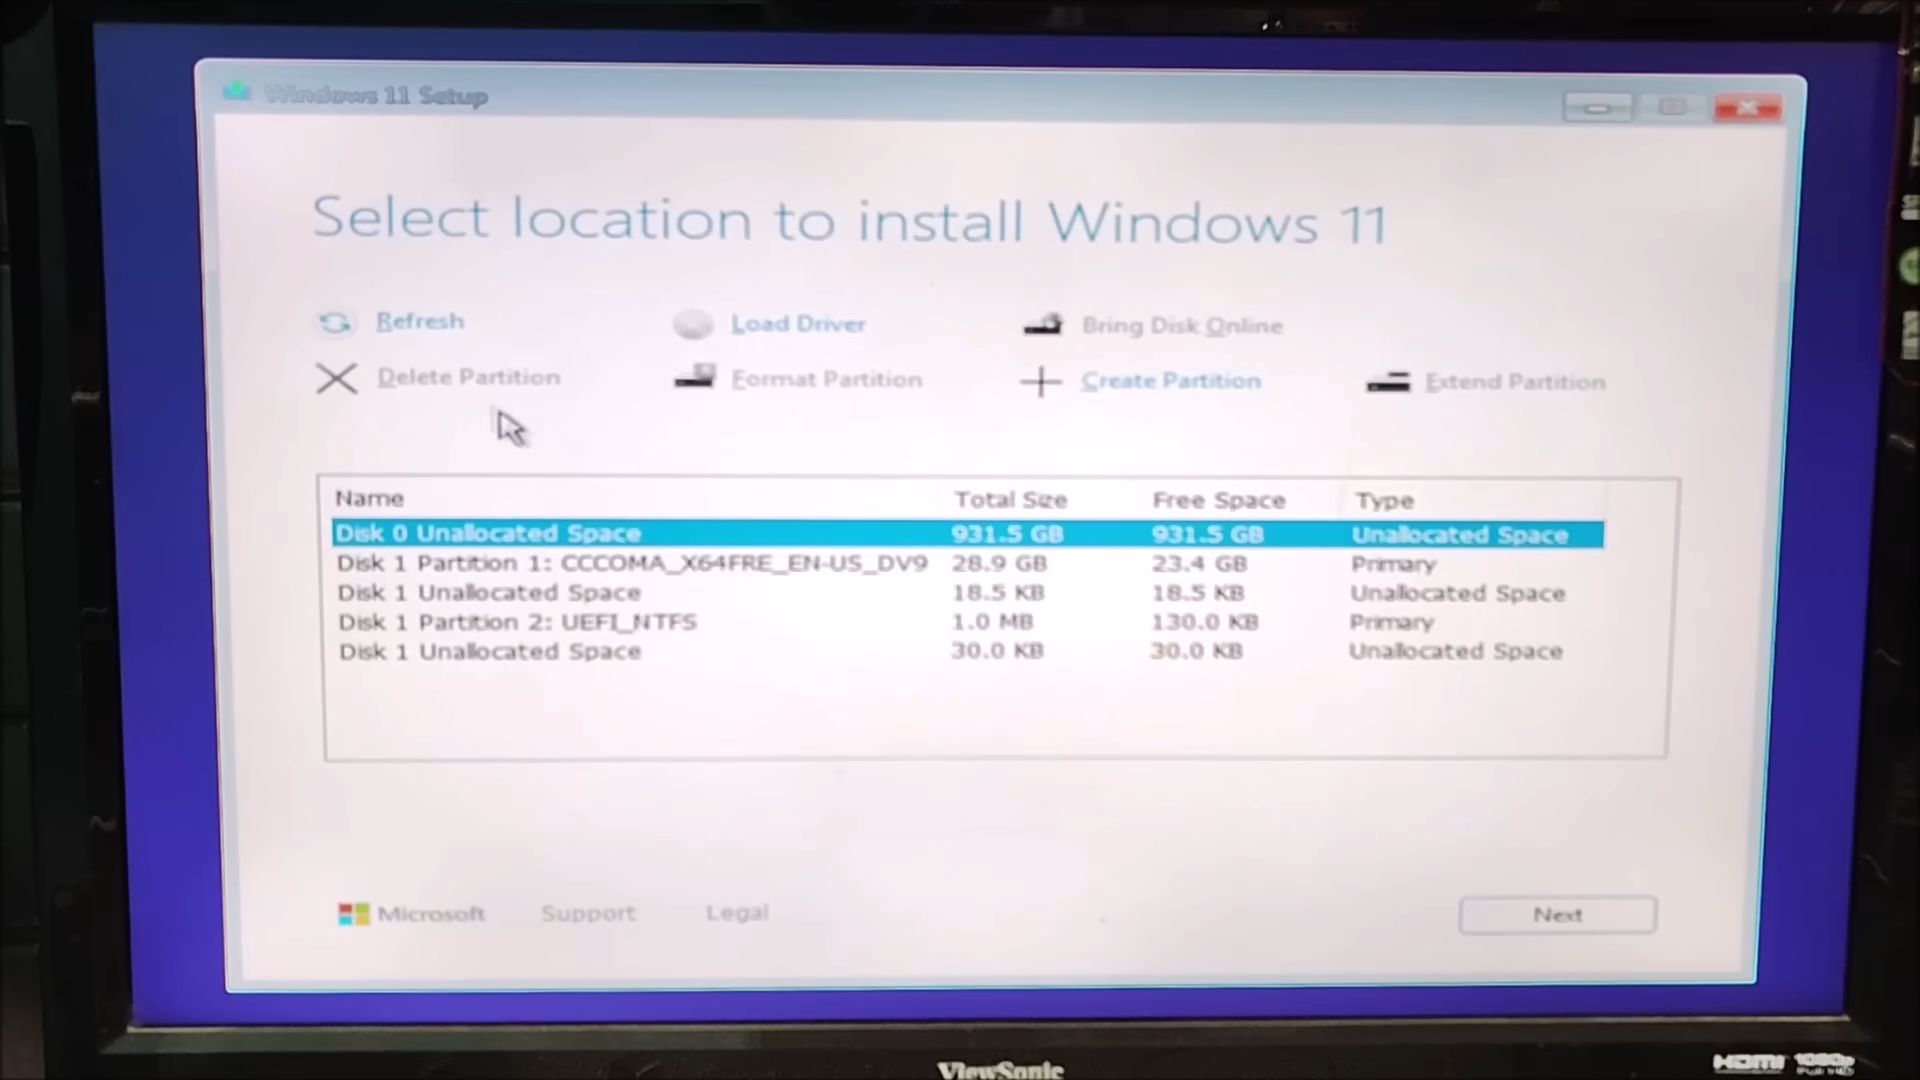 Windows 11 Setup
Select location to install Windows 11
Refresh
Load Driver
Bring Disk Online
Delete Partition
Format Partition
Create Partition
Extend Partition
Name Total Size Free Space Type
Disk 0 Unallocated Space 931.5 GB 931.5 GB Unallocated Space
Disk 1 Partition 1: CCCOMA_X64FRE_EN-US_DV9 28.9 GB 23.4 GB Primary
Disk 1 Unallocated Space 18.5 KB 18.5 KB Unallocated Space
Disk 1 Partition 2: UEFI_NTFS 1.0 MB 130.0 KB Primary
Disk 1 Unallocated Space 30.0 KB 30.0 KB Unallocated Space
Microsoft
Support
Legal
Next
ViewSonic
HDMI 1080p